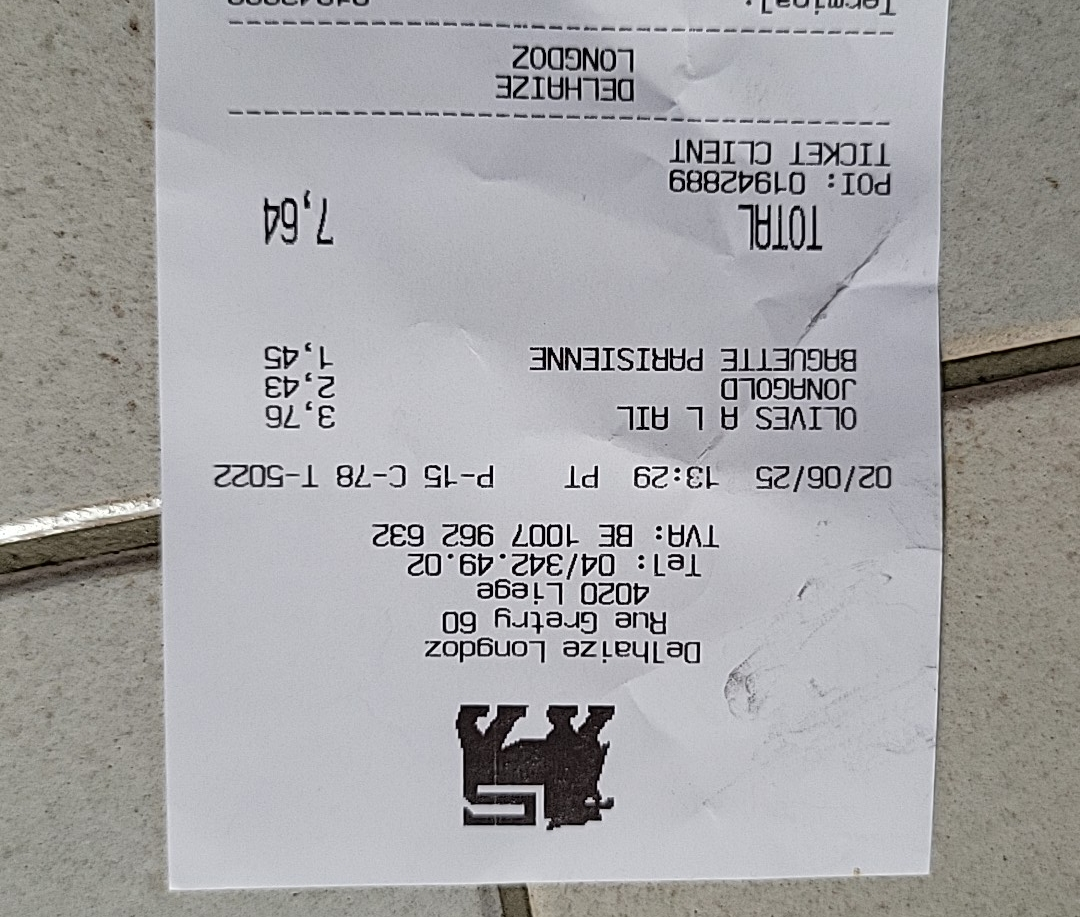 Delhaize Longdoz
Rue Gretry 60
4020 Liege
Tel: 04/342.49.02
TVA: BE 1007 962 632
02/06/25 13:29 PT P-15 C-78 T-5022
OLIVES A L AIL 3,76
JONAGOLD 2,43
BAGUETTE PARISIENNE 1,45
TOTAL 7,64
POI: 01942889
TICKET CLIENT
DELHAIZE
LONGDOZ
Terminal: